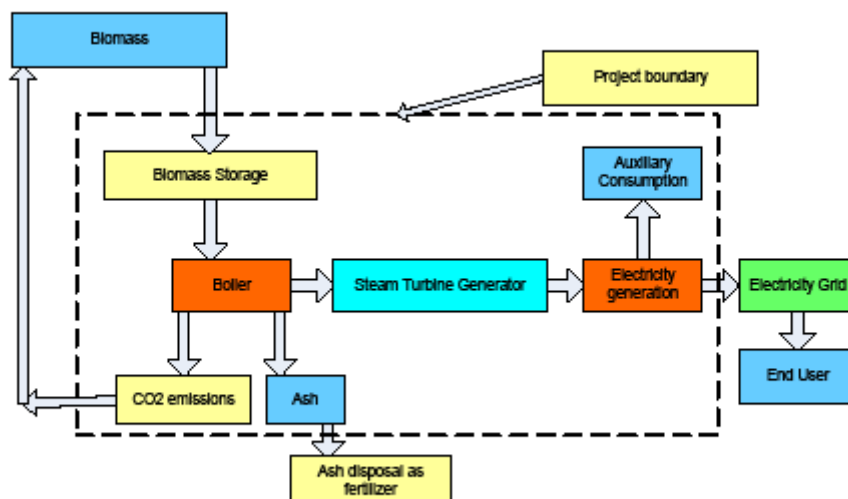 Biomass
Project boundary
Biomass Storage
Auxiliary
Consumption
Boiler
Steam Turbine Generator
Electricity
generation
Electricity Grid
CO2 emissions
Ash
End User
Ash disposal as
fertilizer